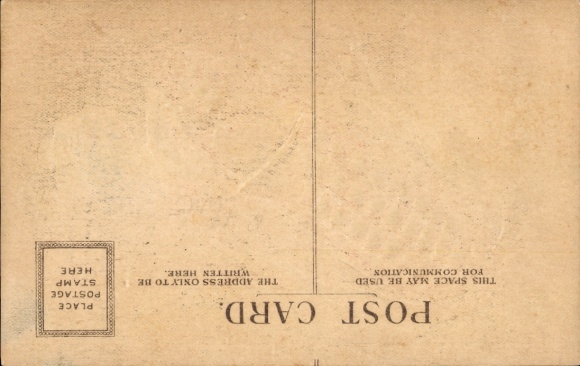 POST CARD.
THIS SPACE MAY BE USED
FOR COMMUNICATION
THE ADDRESS ONLY TO BE
WRITTEN HERE.
PLACE
POSTAGE
STAMP
HERE